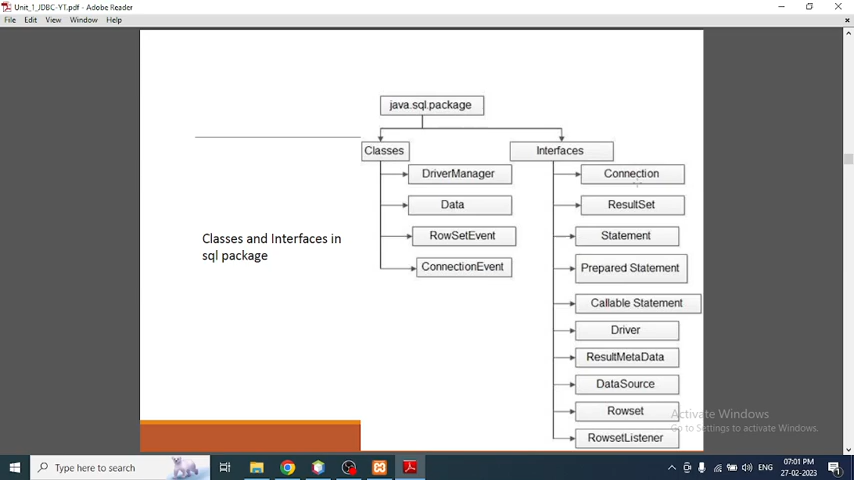 Unit_1_JDBC-YT.pdf - Adobe Reader
File Edit View Window Help
java.sql.package
Classes
Interfaces
DriverManager
Connection
Data
ResultSet
RowSetEvent
Statement
Classes and Interfaces in
sql package
ConnectionEvent
Prepared Statement
Callable Statement
Driver
ResultMetaData
DataSource
Rowset
RowsetListener
Activate Windows
Go to Settings to activate Windows.
Type here to search
ENG
07:01 PM
27-02-2023